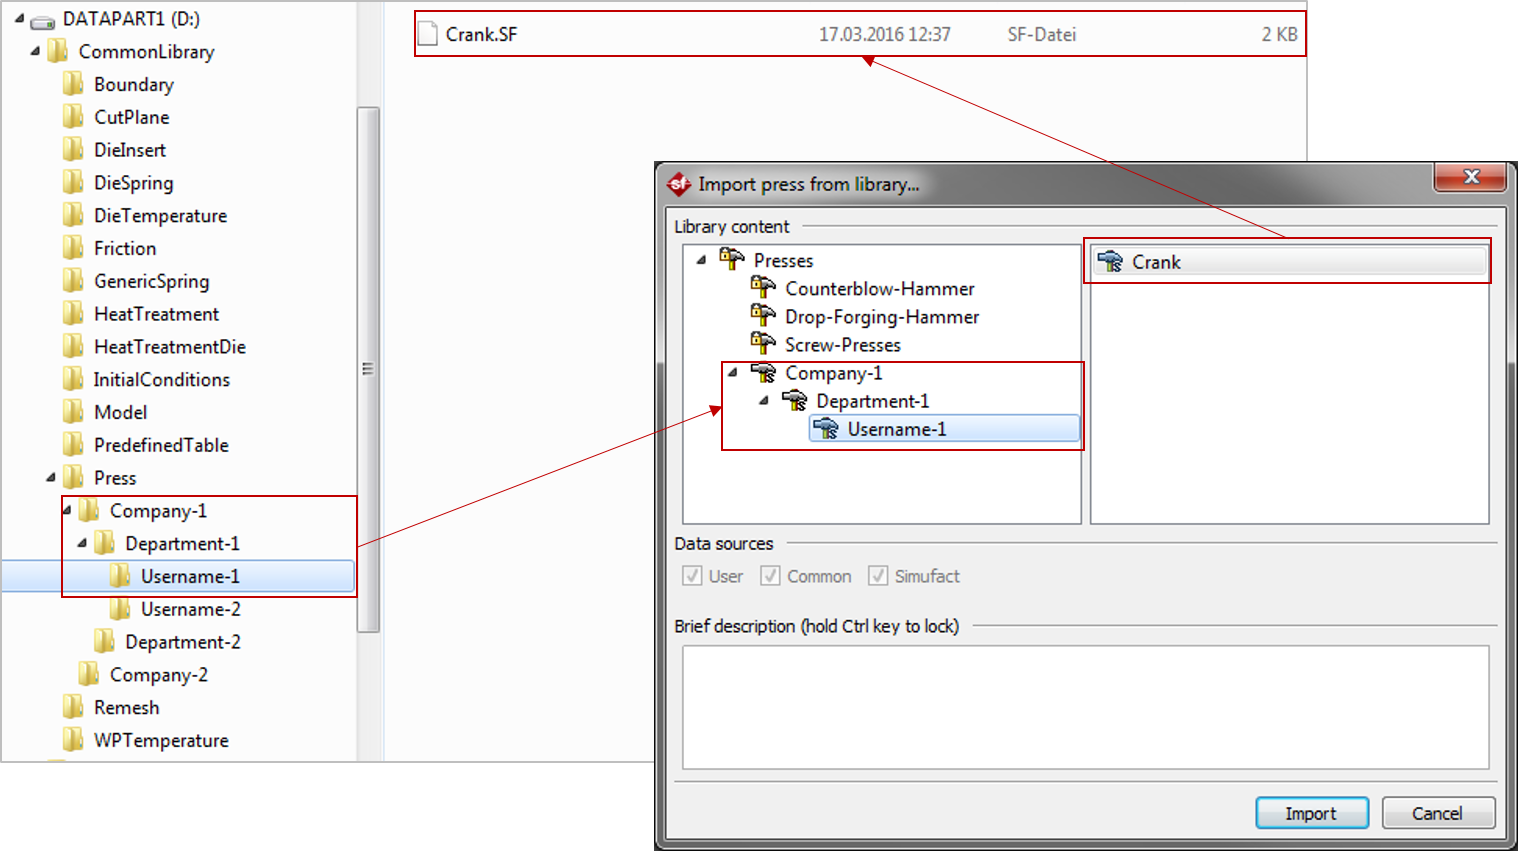 DATAPART1 (D:)
CommonLibrary
Boundary
CutPlane
DieInsert
DieSpring
DieTemperature
Friction
GenericSpring
HeatTreatment
HeatTreatmentDie
InitialConditions
Model
PredefinedTable
Press
Company-1
Department-1
Username-1
Username-2
Department-2
Company-2
Remesh
WPTemperature
Crank.SF 17.03.2016 12:37 SF-Datei 2 KB
sf Import press from library...
Library content
Presses
Counterblow-Hammer
Drop-Forging-Hammer
Screw-Presses
Company-1
Department-1
Username-1
Crank
Data sources
User Common Simufact
Brief description (hold Ctrl key to lock)
Import Cancel